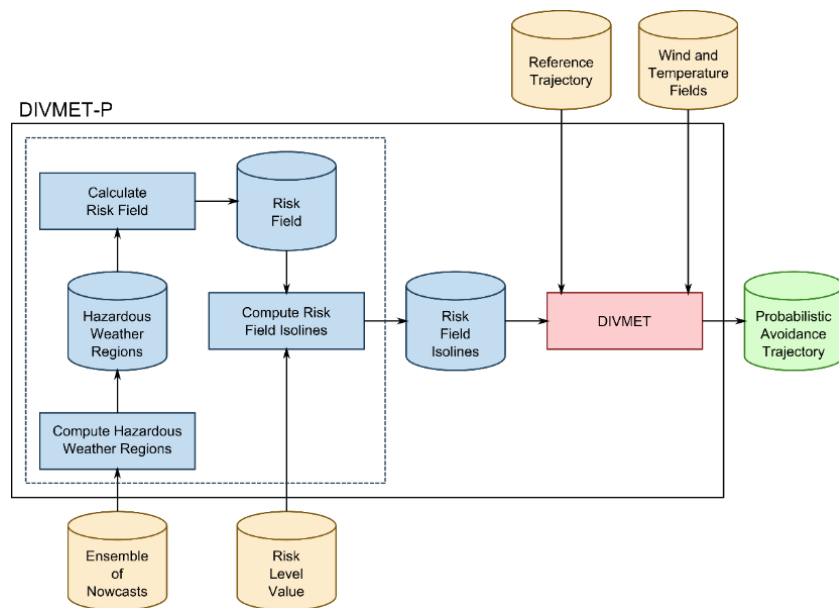 Reference
Trajectory
Wind and
Temperature
Fields
DIVMET-P
Calculate
Risk Field
Risk
Field
Hazardous
Weather
Regions
Compute Risk
Field Isolines
Risk
Field
Isolines
DIVMET
Probabilistic
Avoidance
Trajectory
Compute Hazardous
Weather Regions
Ensemble
of
Nowcasts
Risk
Level
Value